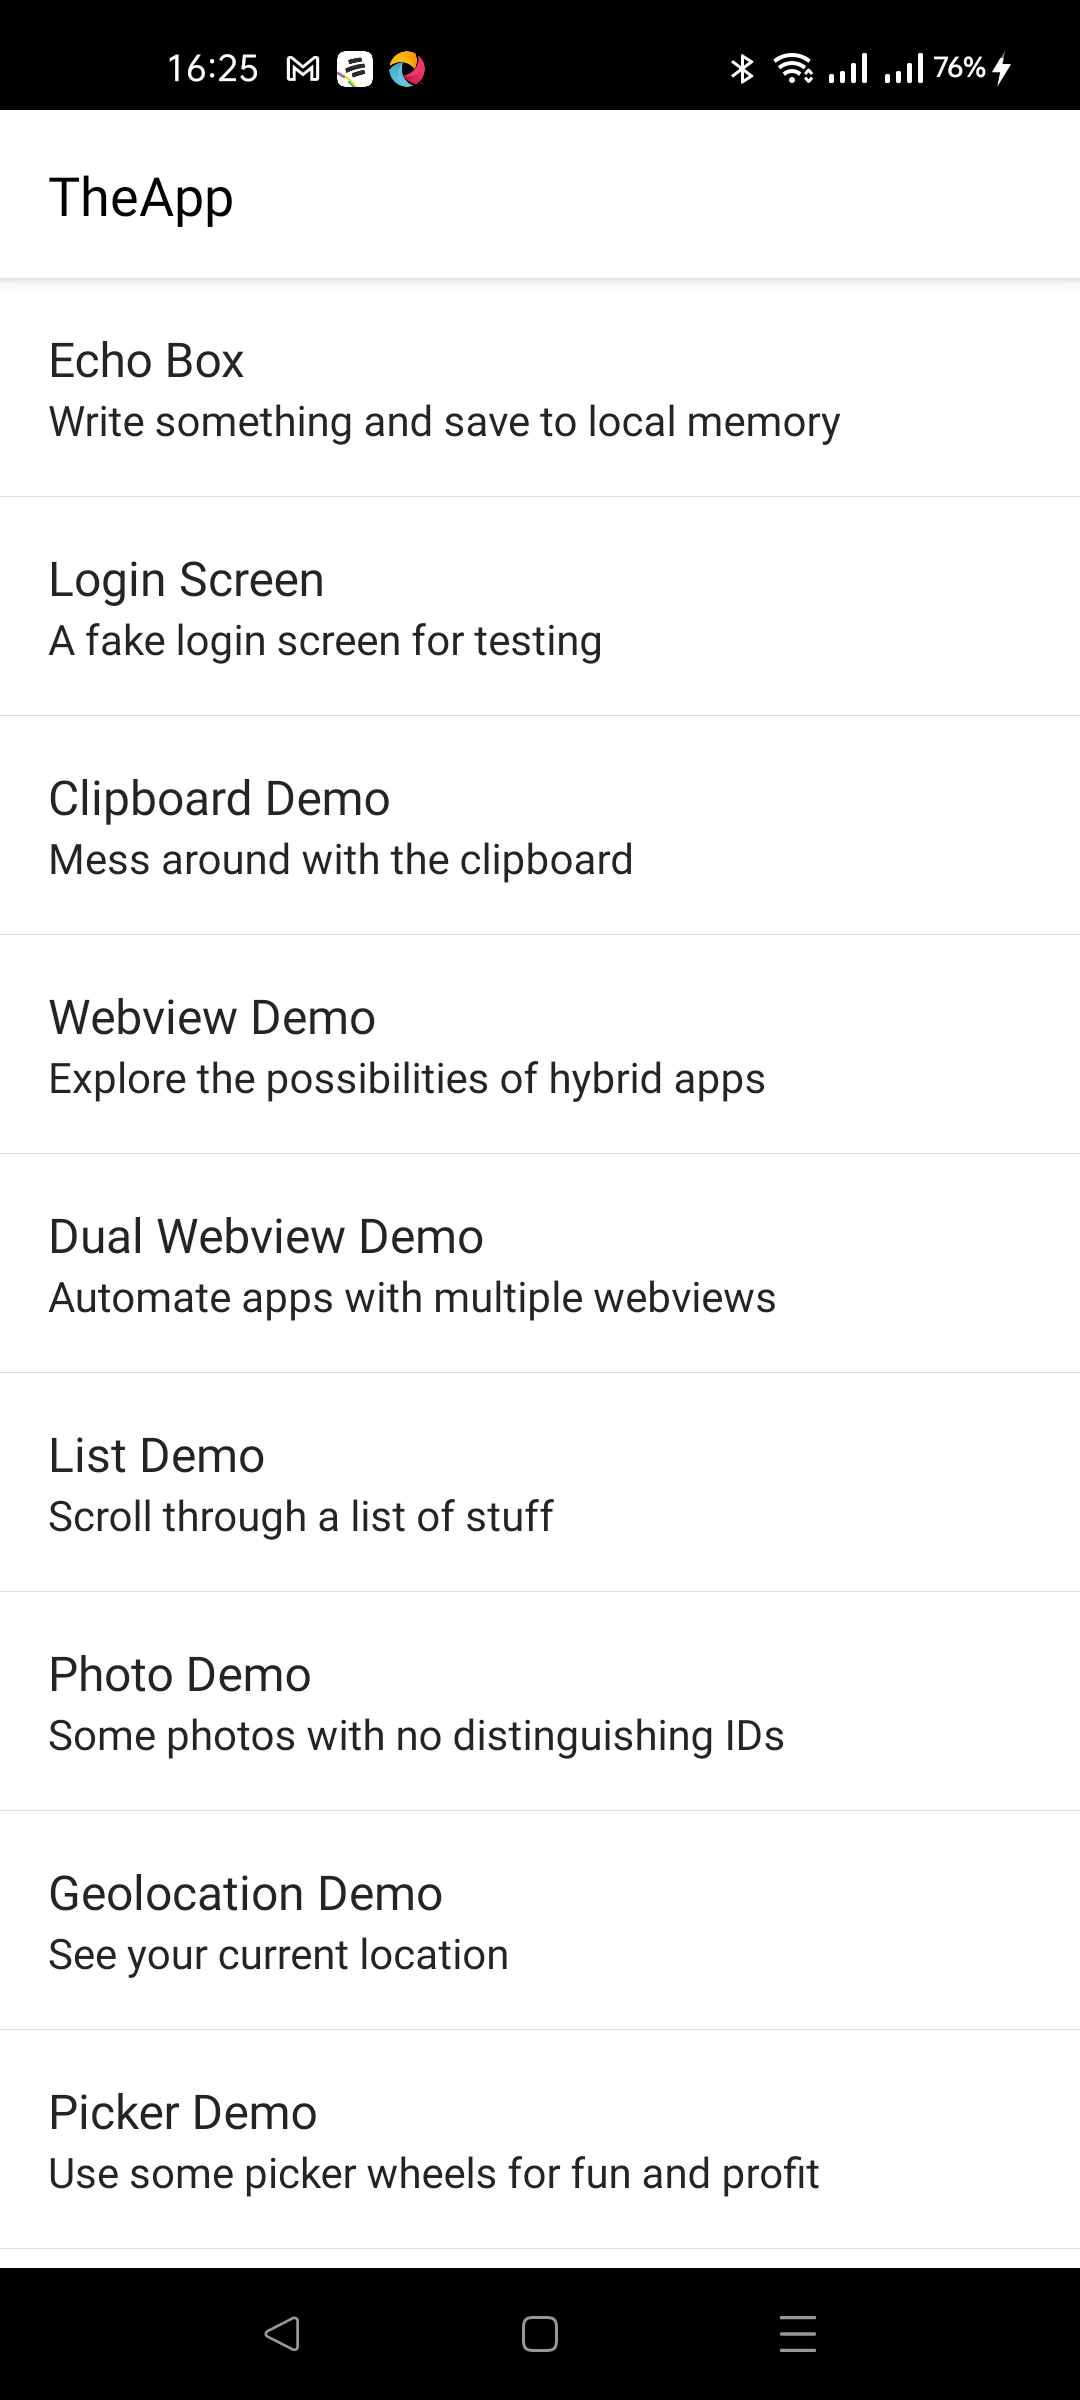 16:25
76%
TheApp
Echo Box
Write something and save to local memory
Login Screen
A fake login screen for testing
Clipboard Demo
Mess around with the clipboard
Webview Demo
Explore the possibilities of hybrid apps
Dual Webview Demo
Automate apps with multiple webviews
List Demo
Scroll through a list of stuff
Photo Demo
Some photos with no distinguishing IDs
Geolocation Demo
See your current location
Picker Demo
Use some picker wheels for fun and profit